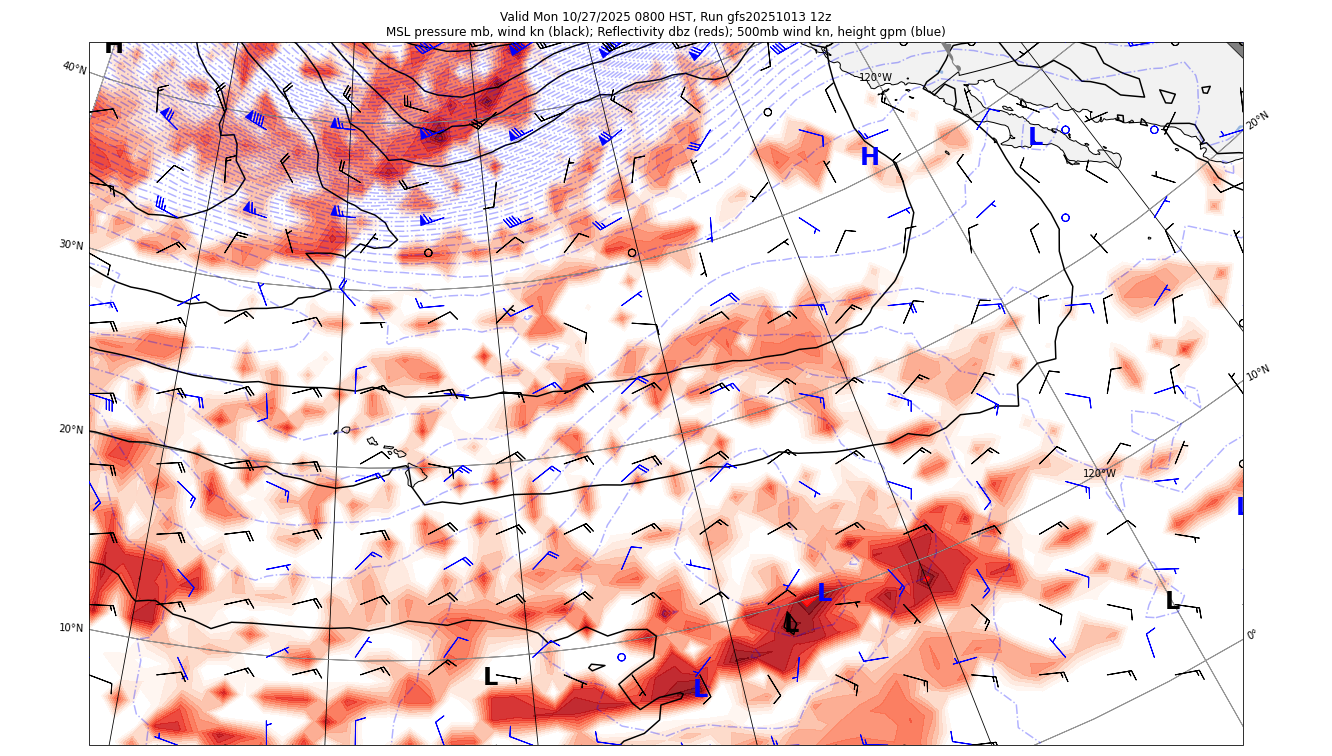 Valid Mon 10/27/2025 0800 HST, Run gfs20251013 12z
MSL pressure mb, wind kn (black); Reflectivity dbz (reds); 500mb wind kn, height gpm (blue)
H
40°N
120°W
20°N
L
H
30°N
10°N
20°N
120°W
L
L
L
L
10°N
0°
L
L